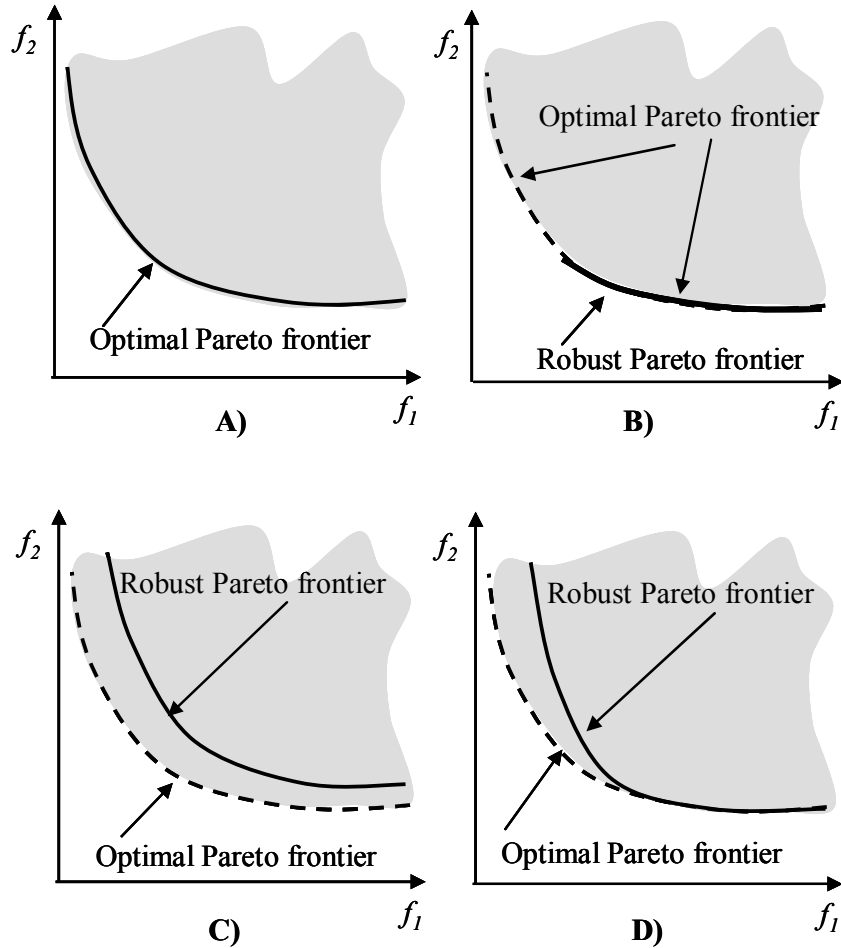 f2
Optimal Pareto frontier
f1
A)
f2
Optimal Pareto frontier
Robust Pareto frontier
f1
B)
f2
Robust Pareto frontier
Optimal Pareto frontier
f1
C)
f2
Robust Pareto frontier
Optimal Pareto frontier
f1
D)